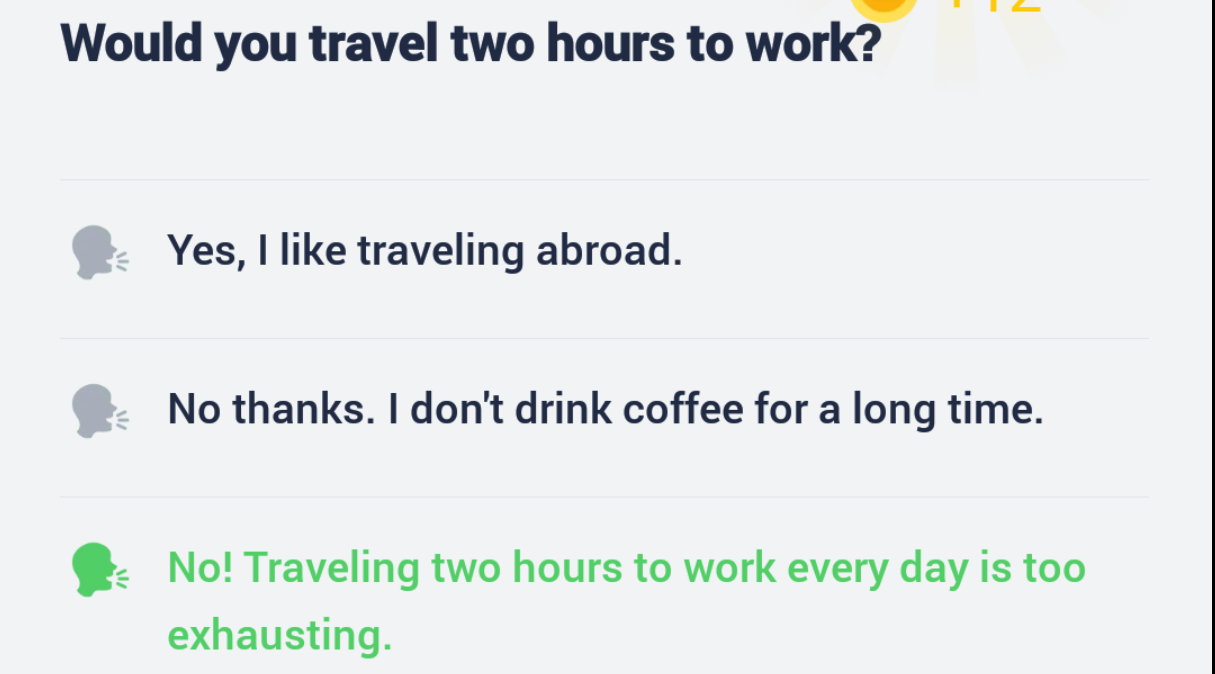 Would you travel two hours to work?
Yes, I like traveling abroad.
No thanks. I don't drink coffee for a long time.
No! Traveling two hours to work every day is too
exhausting.